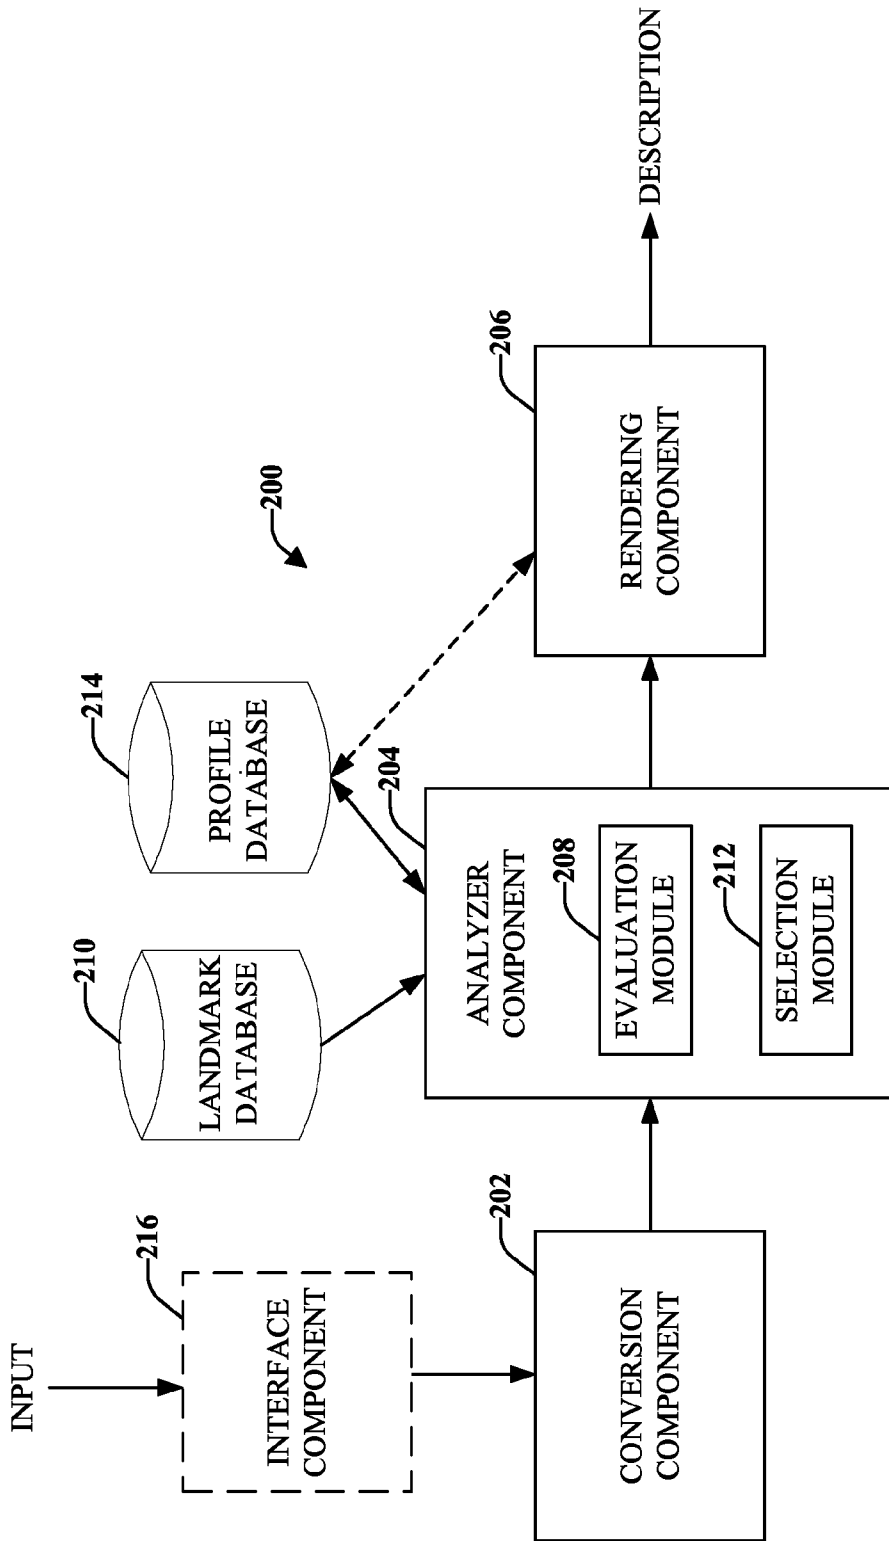 INPUT
216
INTERFACE
COMPONENT
210
LANDMARK
DATABASE
214
PROFILE
DATABASE
200
202
CONVERSION
COMPONENT
204
ANALYZER
COMPONENT
208
EVALUATION
MODULE
212
SELECTION
MODULE
206
RENDERING
COMPONENT
DESCRIPTION